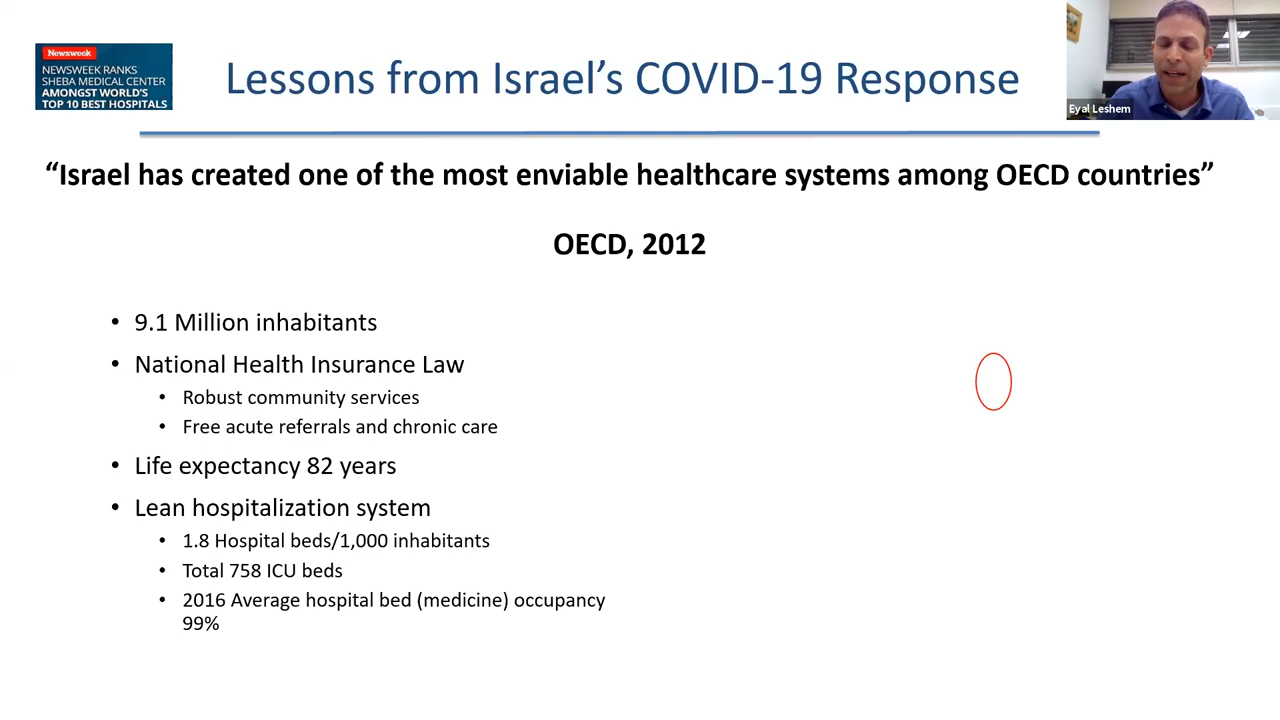 Newsweek
NEWSWEEK RANKS
SHEBA MEDICAL CENTER
AMONGST WORLD'S
TOP 10 BEST HOSPITALS
Lessons from Israel's COVID-19 Response
Eyal Leshem
“Israel has created one of the most enviable healthcare systems among OECD countries”
OECD, 2012
• 9.1 Million inhabitants
• National Health Insurance Law
• Robust community services
• Free acute referrals and chronic care
• Life expectancy 82 years
• Lean hospitalization system
• 1.8 Hospital beds/1,000 inhabitants
• Total 758 ICU beds
• 2016 Average hospital bed (medicine) occupancy
99%